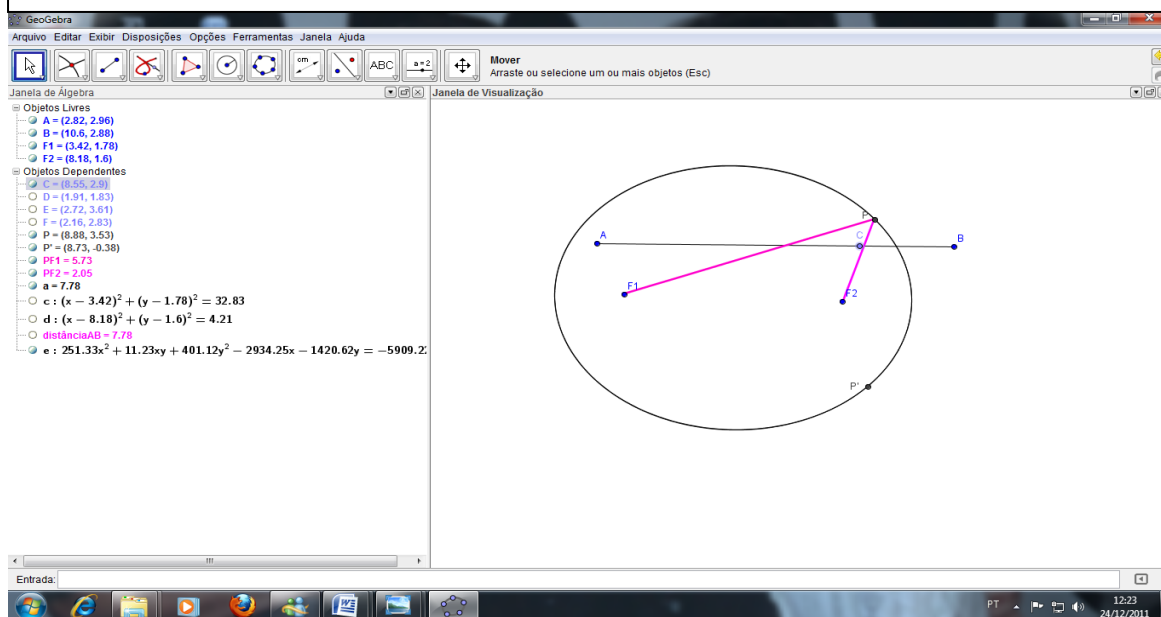 GeoGebra
Arquivo Editar Exibir Disposições Opções Ferramentas Janela Ajuda
cm
ABC
a=2
Mover
Arraste ou selecione um ou mais objetos (Esc)
Janela de Álgebra
Janela de Visualização
Objetos Livres
A = (2.82, 2.96)
B = (10.6, 2.88)
F1 = (3.42, 1.78)
F2 = (8.18, 1.6)
Objetos Dependentes
C = (8.55, 2.9)
D = (1.91, 1.83)
E = (2.72, 3.61)
F = (2.16, 2.83)
P = (8.88, 3.53)
P' = (8.73, -0.38)
PF1 = 5.73
PF2 = 2.05
a = 7.78
c : (x − 3.42)² + (y − 1.78)² = 32.83
d : (x − 8.18)² + (y − 1.6)² = 4.21
distânciaAB = 7.78
e : 251.33x² + 11.23xy + 401.12y² − 2934.25x − 1420.62y = −5909.2
P
A
C
B
F1
F2
P'
Entrada:
PT
12:23
24/12/2011